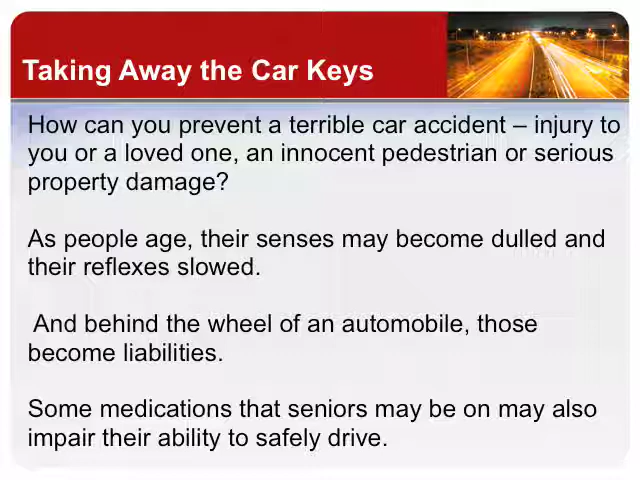 Taking Away the Car Keys
How can you prevent a terrible car accident – injury to
you or a loved one, an innocent pedestrian or serious
property damage?
As people age, their senses may become dulled and
their reflexes slowed.
And behind the wheel of an automobile, those
become liabilities.
Some medications that seniors may be on may also
impair their ability to safely drive.